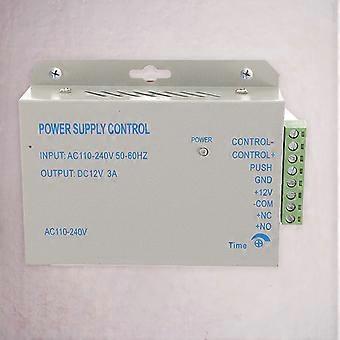 POWER SUPPLY CONTROL
INPUT: AC110-240V 50-60HZ
OUTPUT: DC12V 3A
AC110-240V
POWER
CONTROL-
CONTROL+
PUSH
GND
+12V
-COM
+NC
+NO
Time